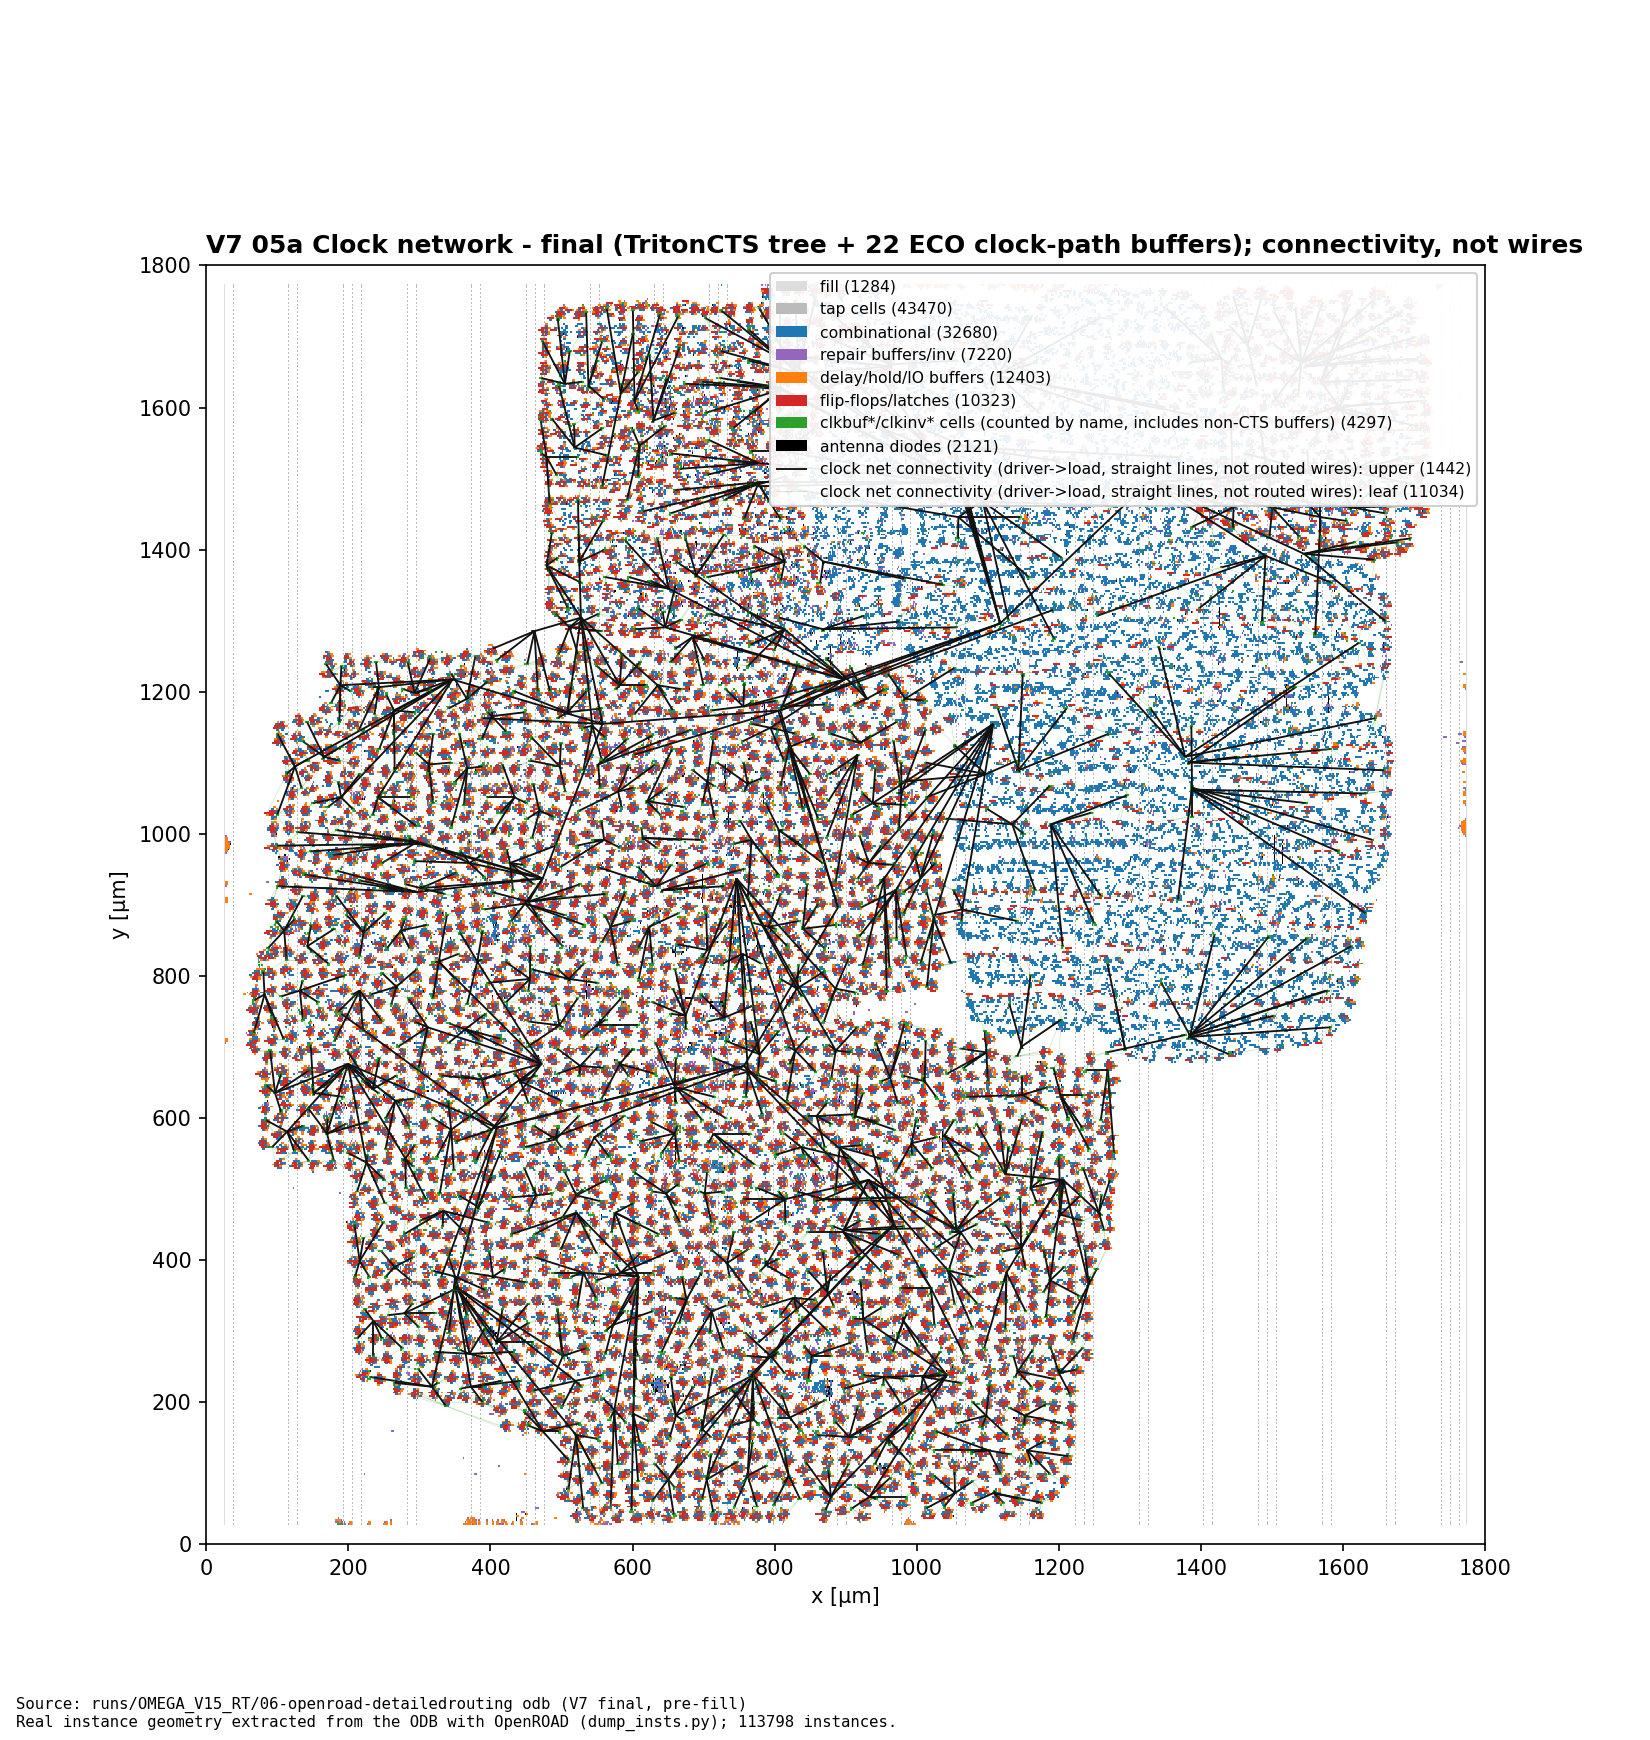 V7 05a Clock network - final (TritonCTS tree + 22 ECO clock-path buffers); connectivity, not wires
fill (1284)
tap cells (43470)
combinational (32680)
repair buffers/inv (7220)
delay/hold/IO buffers (12403)
flip-flops/latches (10323)
clkbuf*/clkinv* cells (counted by name, includes non-CTS buffers) (4297)
antenna diodes (2121)
clock net connectivity (driver->load, straight lines, not routed wires): upper (1442)
clock net connectivity (driver->load, straight lines, not routed wires): leaf (11034)
1800
1600
1400
1200
1000
800
600
400
200
0
y [µm]
0 200 400 600 800 1000 1200 1400 1600 1800
x [µm]
Source: runs/OMEGA_V15_RT/06-openroad-detailedrouting odb (V7 final, pre-fill)
Real instance geometry extracted from the ODB with OpenROAD (dump_insts.py); 113798 instances.